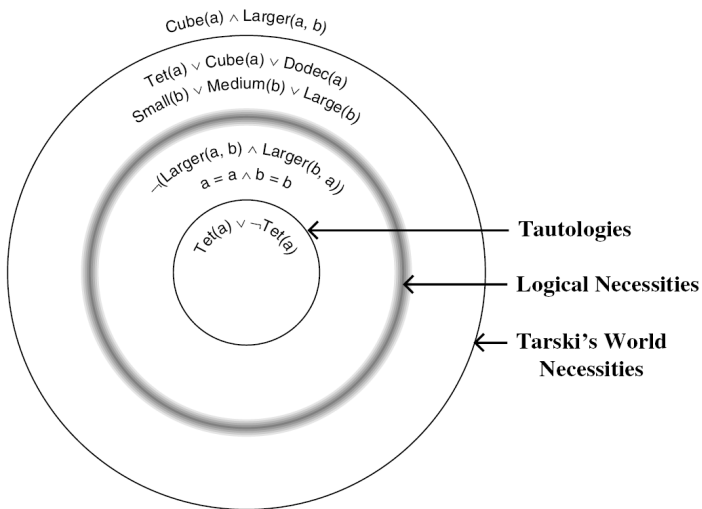 Cube(a) ∧ Larger(a, b)
Tet(a) ∨ Cube(a) ∨ Dodec(a)
Small(b) ∨ Medium(b) ∨ Large(b)
¬(Larger(a, b) ∧ Larger(b, a))
a = a ∧ b = b
Tet(a) ∨ ¬Tet(a)
Tautologies
Logical Necessities
Tarski’s World
Necessities